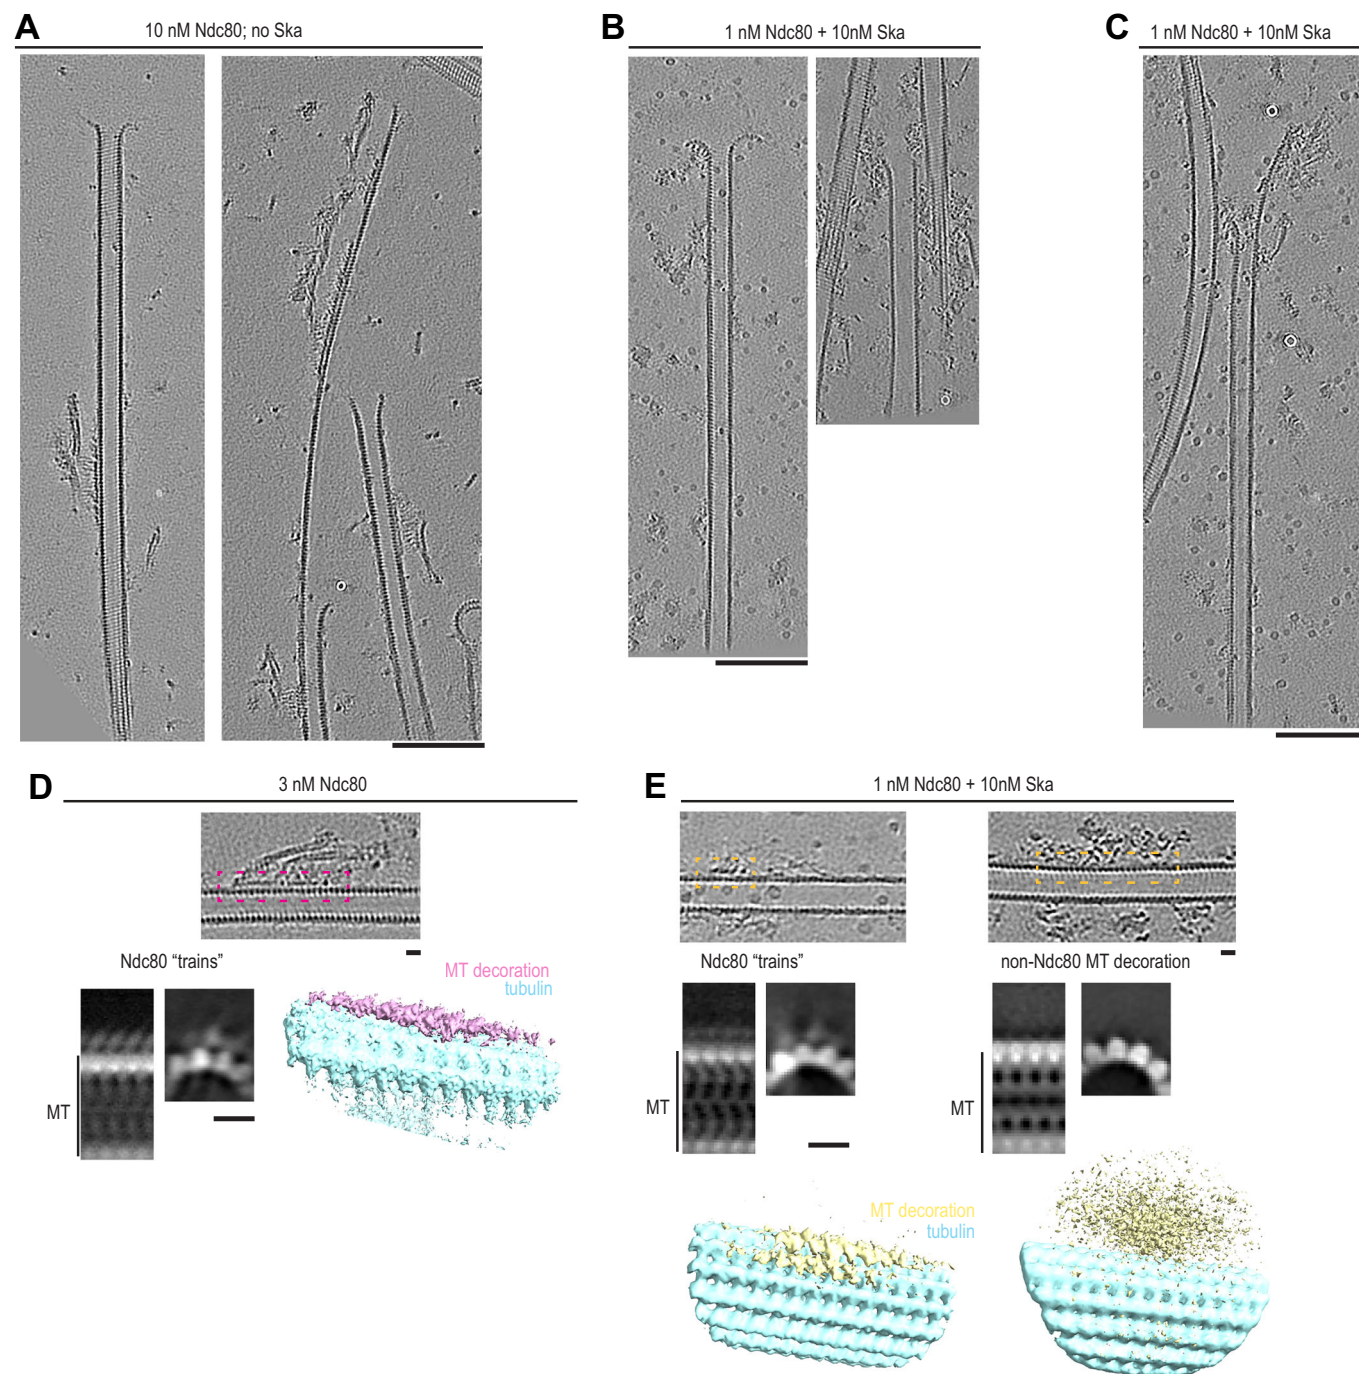 A
10 nM Ndc80; no Ska
B
1 nM Ndc80 + 10nM Ska
C
1 nM Ndc80 + 10nM Ska
D
3 nM Ndc80
Ndc80 “trains”
MT decoration
tubulin
MT
E
1 nM Ndc80 + 10nM Ska
Ndc80 “trains”
non-Ndc80 MT decoration
MT
MT
MT decoration
tubulin